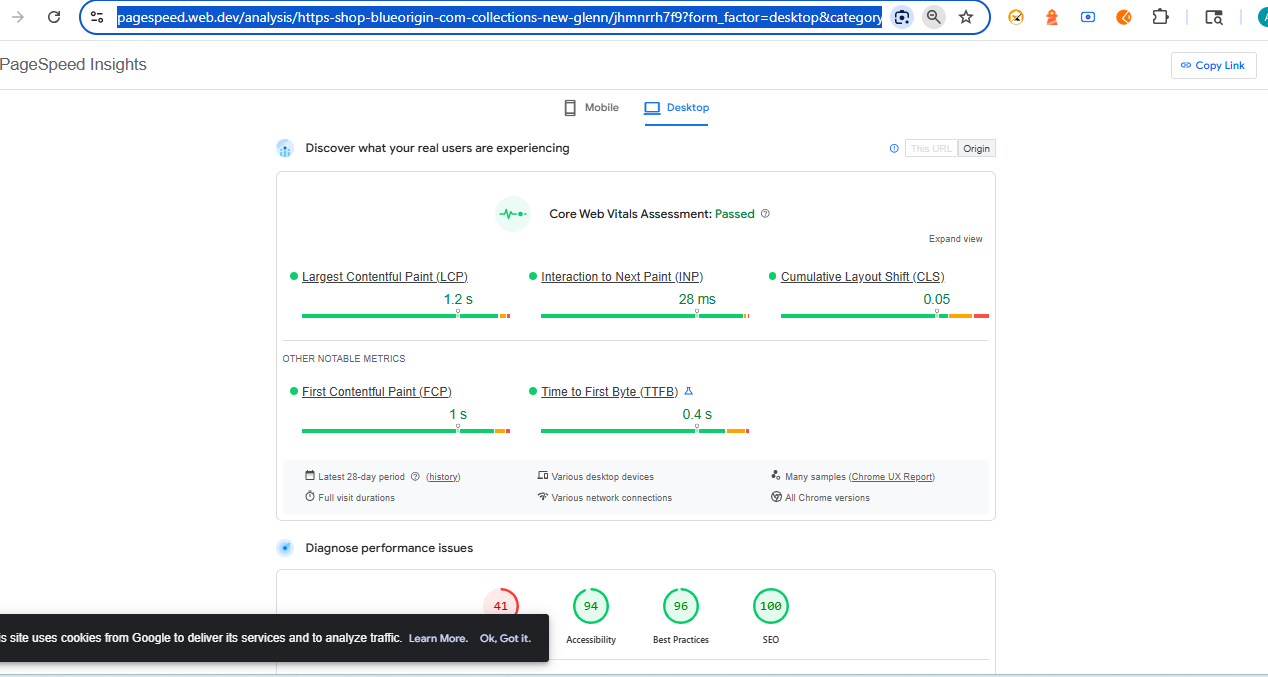 pagespeed.web.dev/analysis/https-shop-blueorigin-com-collections-new-glenn/jhmnrrh7f9?form_factor=desktop&category
PageSpeed Insights
Copy Link
Mobile
Desktop
Discover what your real users are experiencing
This URL
Origin
Core Web Vitals Assessment: Passed
Expand view
Largest Contentful Paint (LCP)
1.2 s
Interaction to Next Paint (INP)
28 ms
Cumulative Layout Shift (CLS)
0.05
OTHER NOTABLE METRICS
First Contentful Paint (FCP)
1 s
Time to First Byte (TTFB)
0.4 s
Latest 28-day period (history)
Various desktop devices
Many samples (Chrome UX Report)
Full visit durations
Various network connections
All Chrome versions
Diagnose performance issues
41
94
96
100
Accessibility
Best Practices
SEO
s site uses cookies from Google to deliver its services and to analyze traffic. Learn More. Ok, Got it.